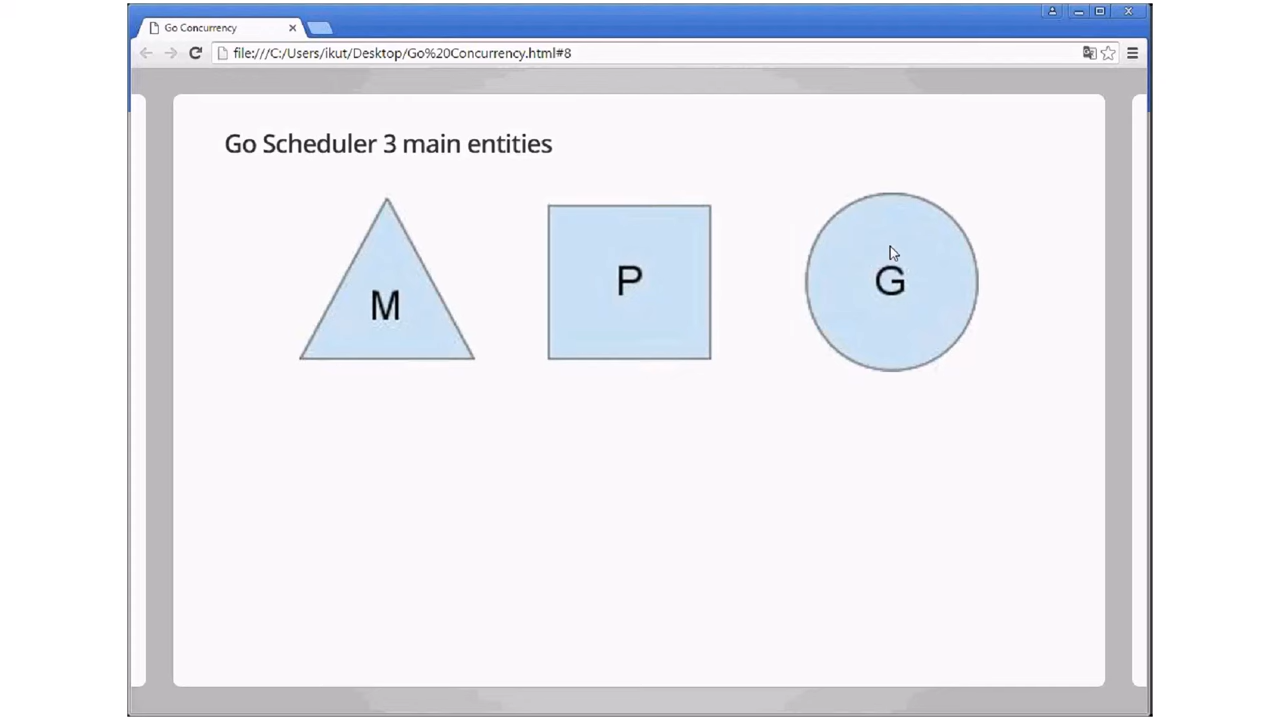 Go Concurrency
file:///C:/Users/ikut/Desktop/Go%20Concurrency.html#8
Go Scheduler 3 main entities
M
P
G